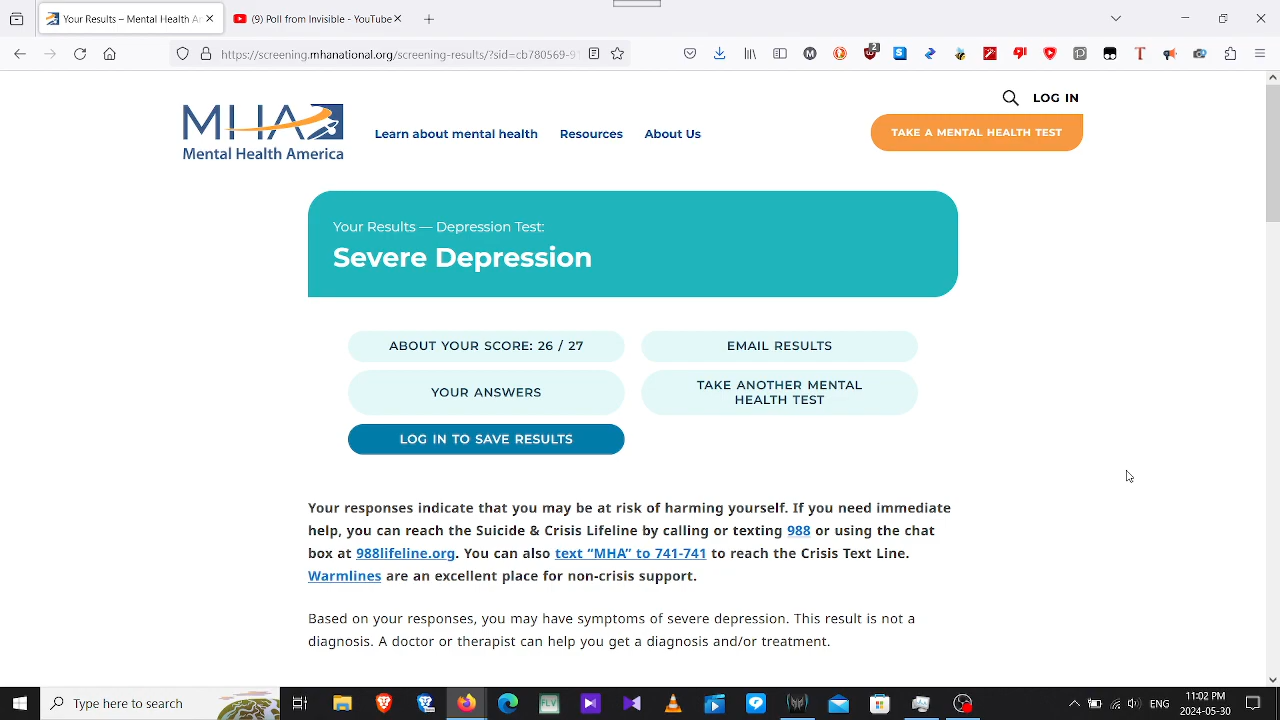 Your Results – Mental Health Am
(9) Poll from Invisible - YouTube
https://screening.mhanational.org/screening-results/?sid=cb780569-91
2
MHA
Mental Health America
Learn about mental health
Resources
About Us
LOG IN
TAKE A MENTAL HEALTH TEST
Your Results — Depression Test:
Severe Depression
ABOUT YOUR SCORE: 26 / 27
EMAIL RESULTS
YOUR ANSWERS
TAKE ANOTHER MENTAL
HEALTH TEST
LOG IN TO SAVE RESULTS
Your responses indicate that you may be at risk of harming yourself. If you need immediate
help, you can reach the Suicide & Crisis Lifeline by calling or texting 988 or using the chat
box at 988lifeline.org. You can also text “MHA” to 741-741 to reach the Crisis Text Line.
Warmlines are an excellent place for non-crisis support.
Based on your responses, you may have symptoms of severe depression. This result is not a
diagnosis. A doctor or therapist can help you get a diagnosis and/or treatment.
Type here to search
FLV
ENG
11:02 PM
2024-05-30